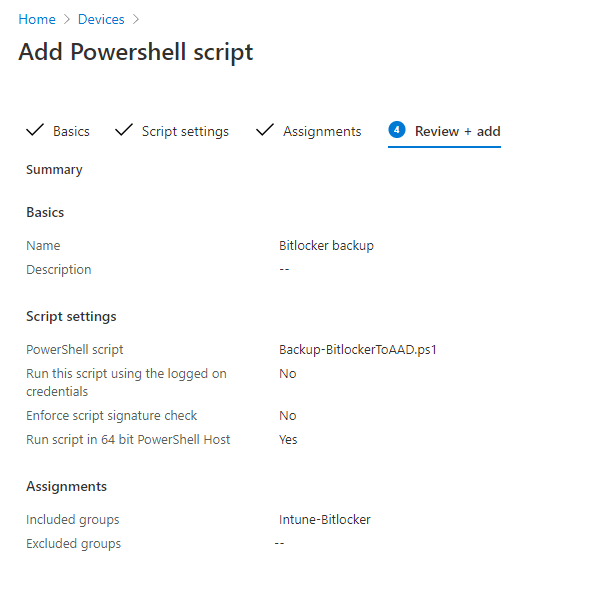 Home > Devices >
Add Powershell script
Basics Script settings Assignments 4 Review + add
Summary
Basics
Name Bitlocker backup
Description --
Script settings
PowerShell script Backup-BitlockerToAAD.ps1
Run this script using the logged on No
credentials
Enforce script signature check No
Run script in 64 bit PowerShell Host Yes
Assignments
Included groups Intune-Bitlocker
Excluded groups --